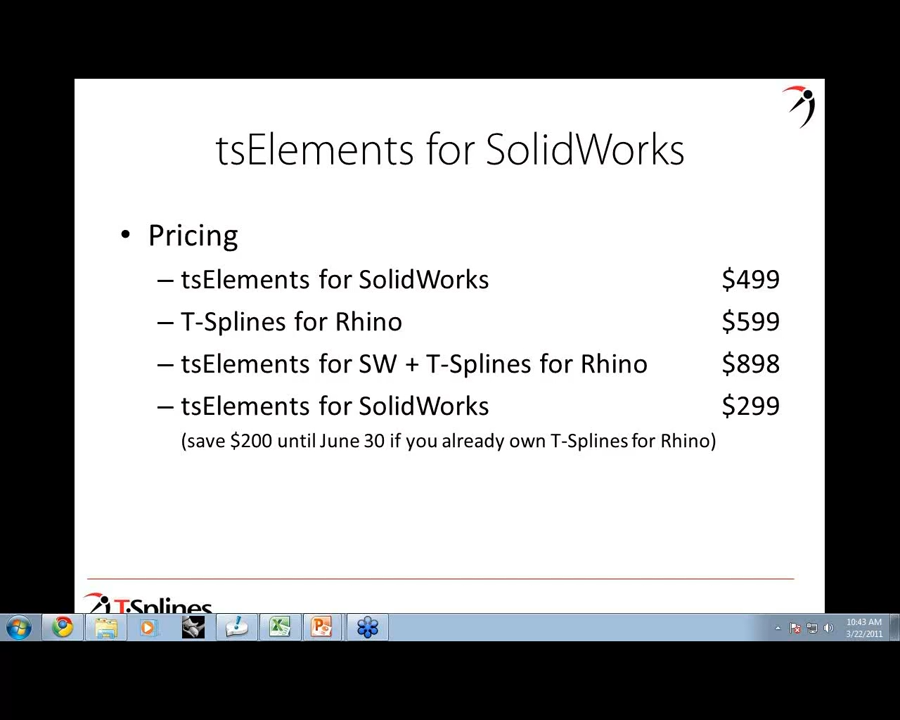 tsElements for SolidWorks
• Pricing
– tsElements for SolidWorks $499
– T-Splines for Rhino $599
– tsElements for SW + T-Splines for Rhino $898
– tsElements for SolidWorks $299
(save $200 until June 30 if you already own T-Splines for Rhino)
T-Splines
10:43 AM
3/22/2011